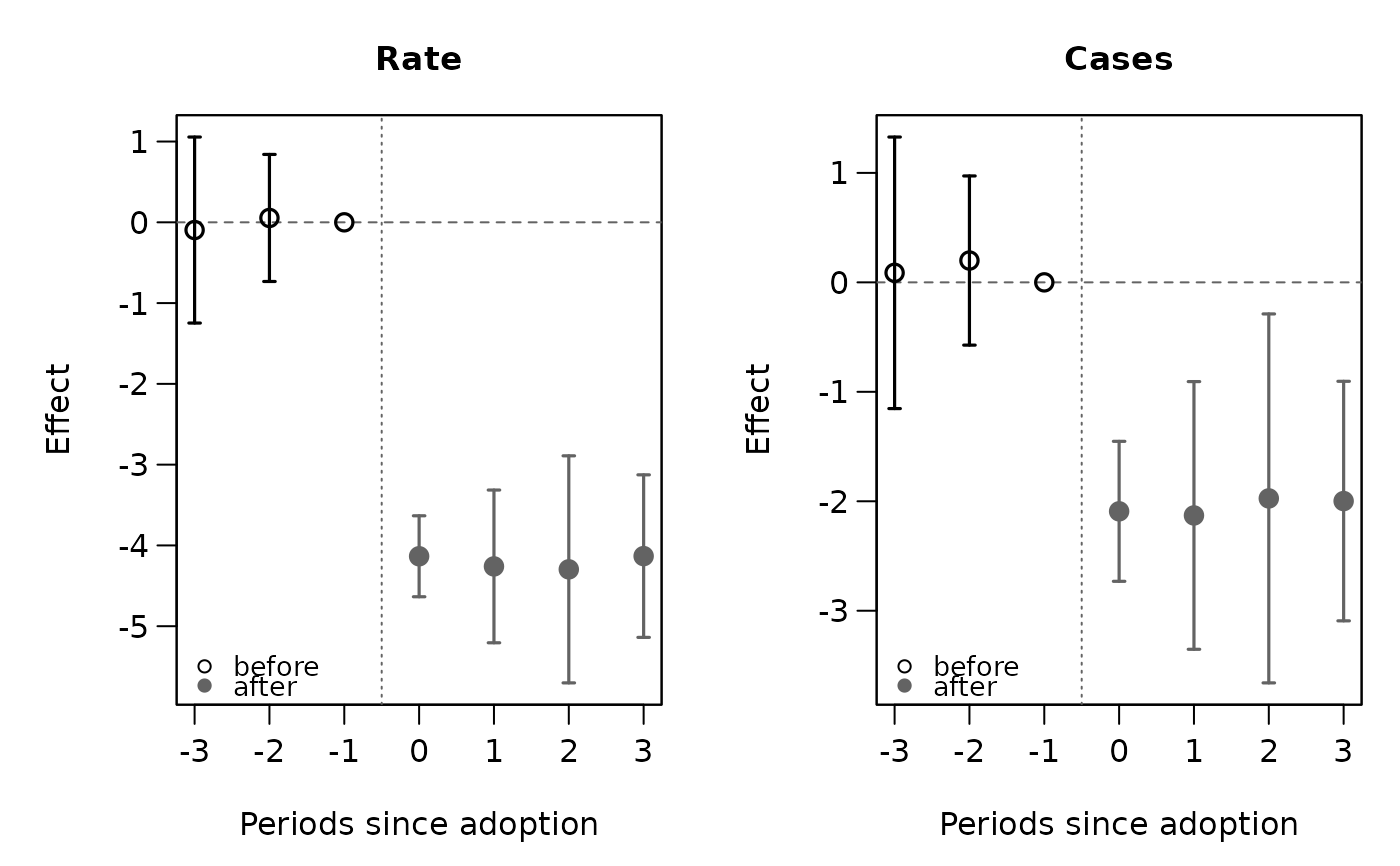 Rate
Effect
1
0
-1
-2
-3
-4
-5
before
after
-3 -2 -1 0 1 2 3
Periods since adoption
Cases
Effect
1
0
-1
-2
-3
before
after
-3 -2 -1 0 1 2 3
Periods since adoption